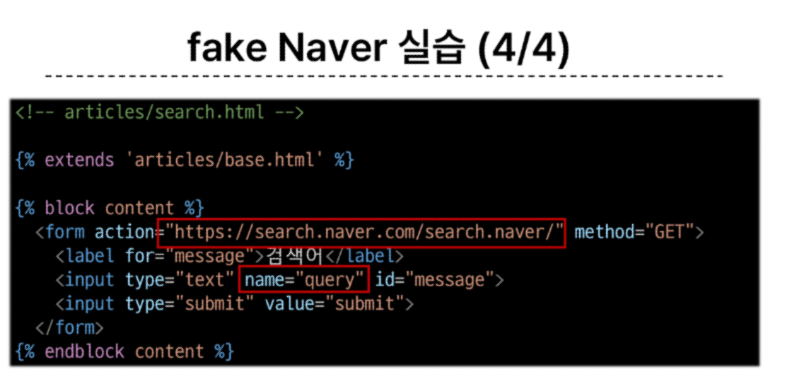 fake Naver 실습 (4/4)
<!-- articles/search.html -->
{% extends 'articles/base.html' %}
{% block content %}
<form action="https://search.naver.com/search.naver/" method="GET">
<label for="message">검색어</label>
<input type="text" name="query" id="message">
<input type="submit" value="submit">
</form>
{% endblock content %}